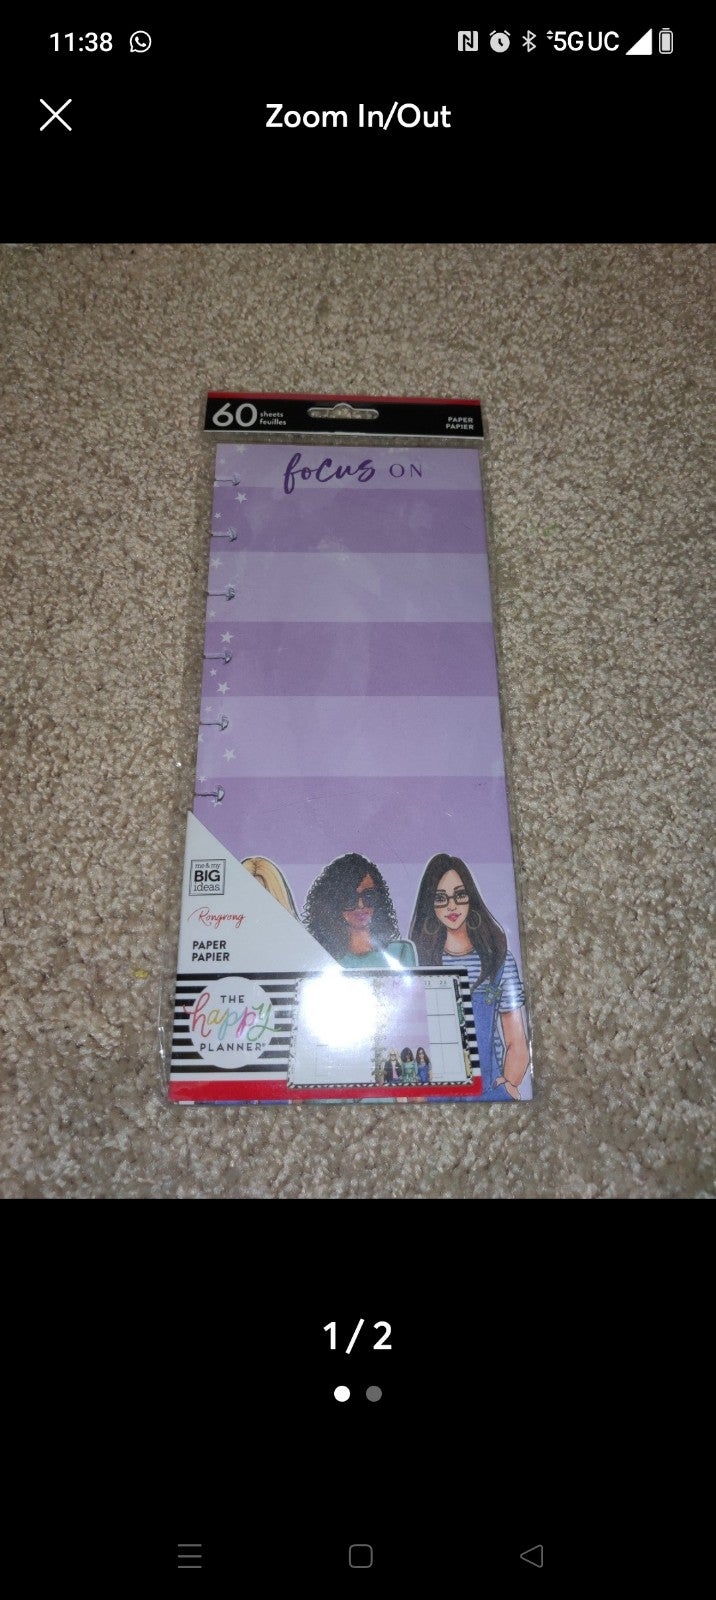 11:38
5G UC
Zoom In/Out
60 sheets
feuilles
PAPER
PAPIER
focus ON
me & my
BIG
ideas
Rongrong
PAPER
PAPIER
THE
happy
PLANNER®
1/2